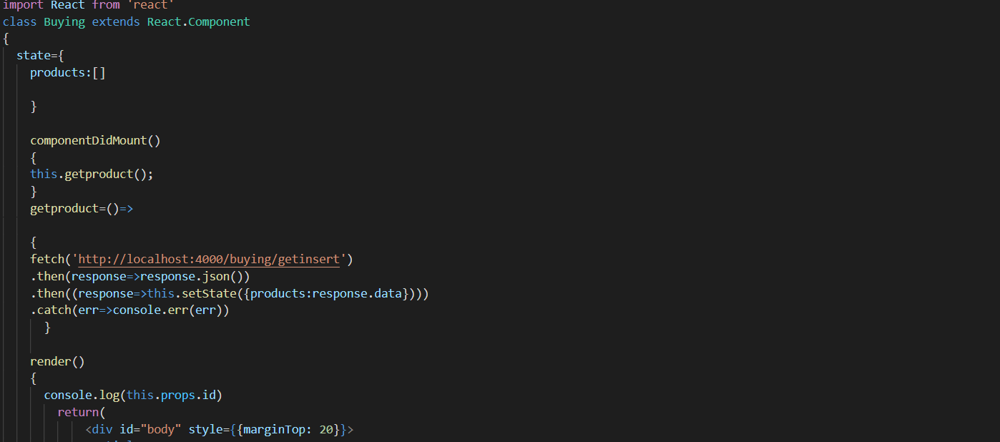 import React from 'react'
class Buying extends React.Component
{
state={
products:[]
}
componentDidMount()
{
this.getproduct();
}
getproduct=()=>
{
fetch('http://localhost:4000/buying/getinsert')
.then(response=>response.json())
.then((response=>this.setState({products:response.data})))
.catch(err=>console.err(err))
}
render()
{
console.log(this.props.id)
return(
<div id="body" style={{marginTop: 20}}>